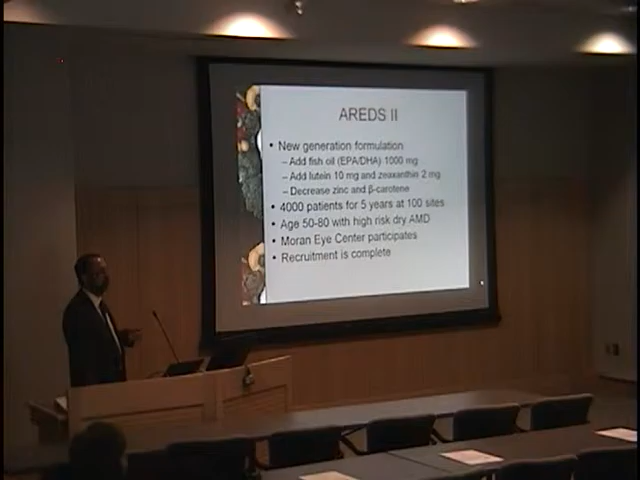 AREDS II
• New generation formulation
– Add fish oil (EPA/DHA) 1000 mg
– Add lutein 10 mg and zeaxanthin 2 mg
– Decrease zinc and β-carotene
• 4000 patients for 5 years at 100 sites
• Age 50-80 with high risk dry AMD
• Moran Eye Center participates
• Recruitment is complete